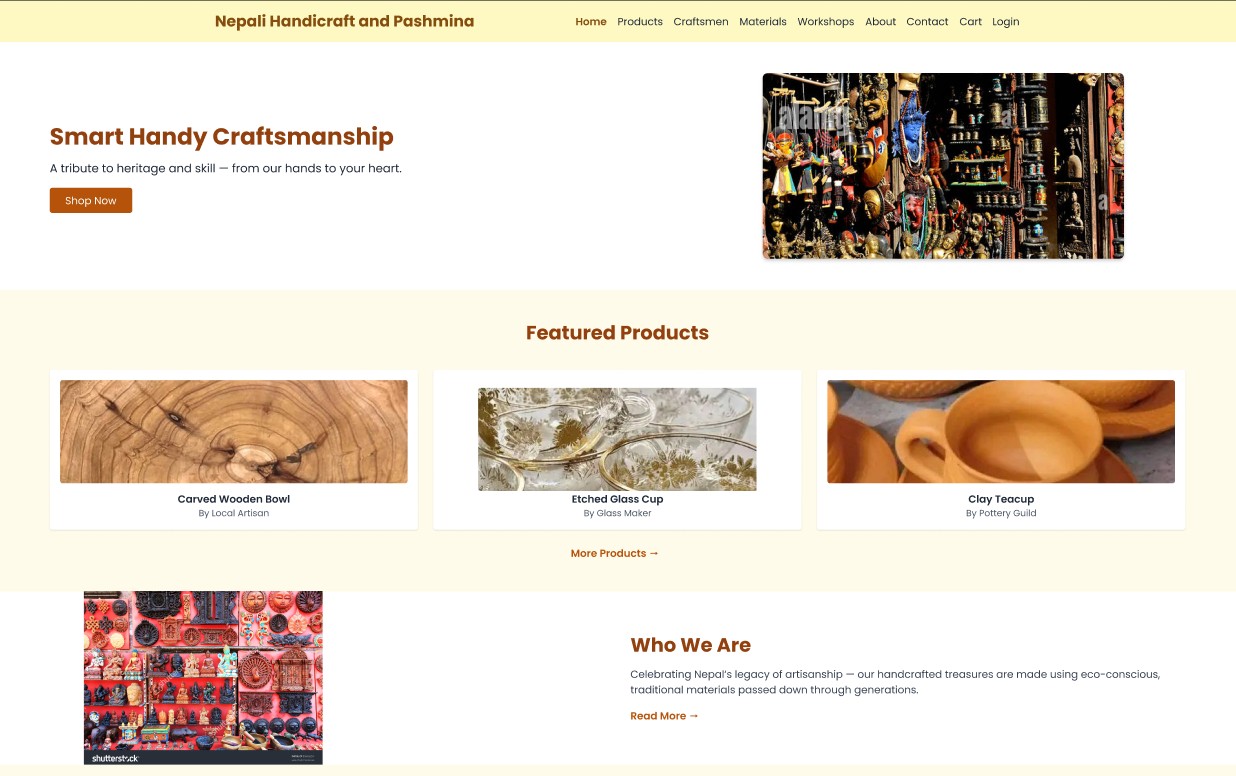 Nepali Handicraft and Pashmina
Home Products Craftsmen Materials Workshops About Contact Cart Login
Smart Handy Craftsmanship
A tribute to heritage and skill — from our hands to your heart.
Shop Now
alamy
a
a
a
Featured Products
Carved Wooden Bowl
By Local Artisan
Etched Glass Cup
By Glass Maker
Clay Teacup
By Pottery Guild
More Products →
Who We Are
Celebrating Nepal's legacy of artisanship — our handcrafted treasures are made using eco-conscious,
traditional materials passed down through generations.
Read More →
shutterstock